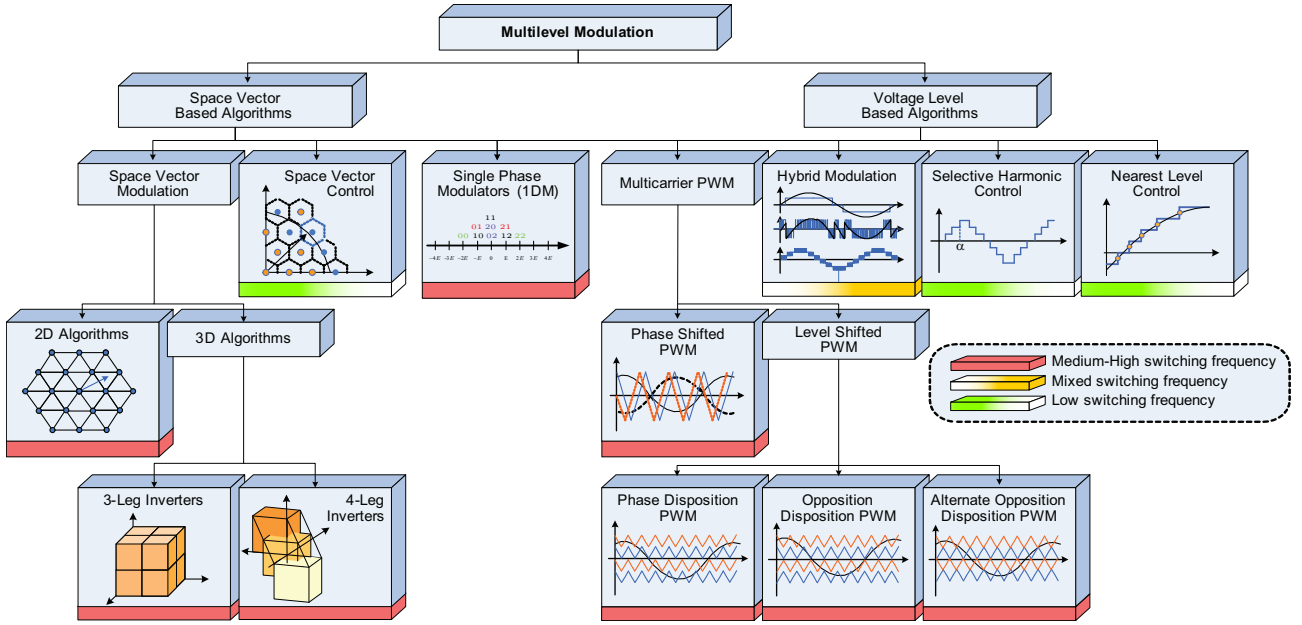 Multilevel Modulation
Space Vector
Based Algorithms
Voltage Level
Based Algorithms
Space Vector
Modulation
Space Vector
Control
Single Phase
Modulators (1DM)
11
01 20 21
00 10 02 12 22
-4E -3E -2E -E 0 E 2E 3E 4E
Multicarrier PWM
Hybrid Modulation
Selective Harmonic
Control
α
Nearest Level
Control
2D Algorithms
3D Algorithms
Phase Shifted
PWM
Level Shifted
PWM
Medium-High switching frequency
Mixed switching frequency
Low switching frequency
3-Leg Inverters
4-Leg
Inverters
Phase Disposition
PWM
Opposition
Disposition PWM
Alternate Opposition
Disposition PWM